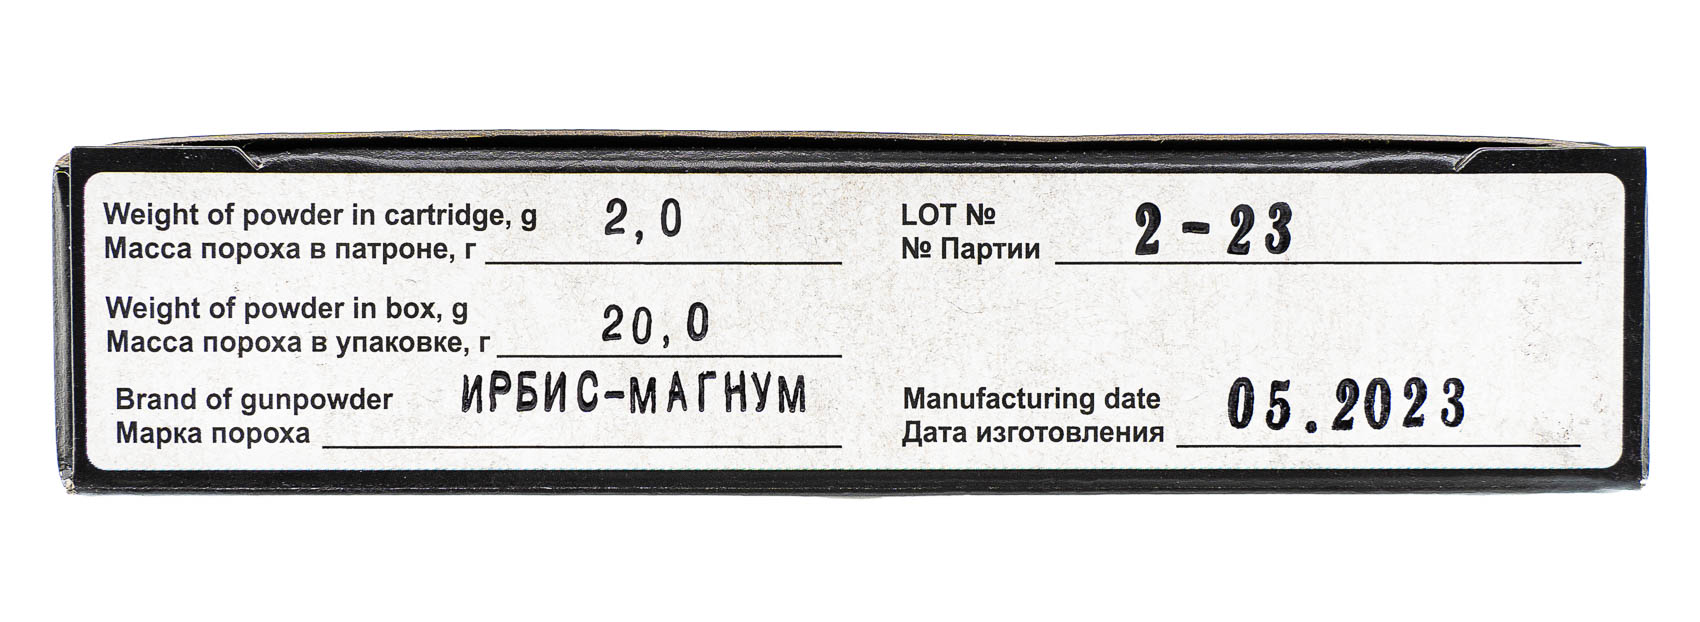 Weight of powder in cartridge, g 2,0
Масса пороха в патроне, г
Weight of powder in box, g 20,0
Масса пороха в упаковке, г
Brand of gunpowder ИРБИС-МАГНУМ
Марка пороха
LOT № 2-23
№ Партии
Manufacturing date 05.2023
Дата изготовления